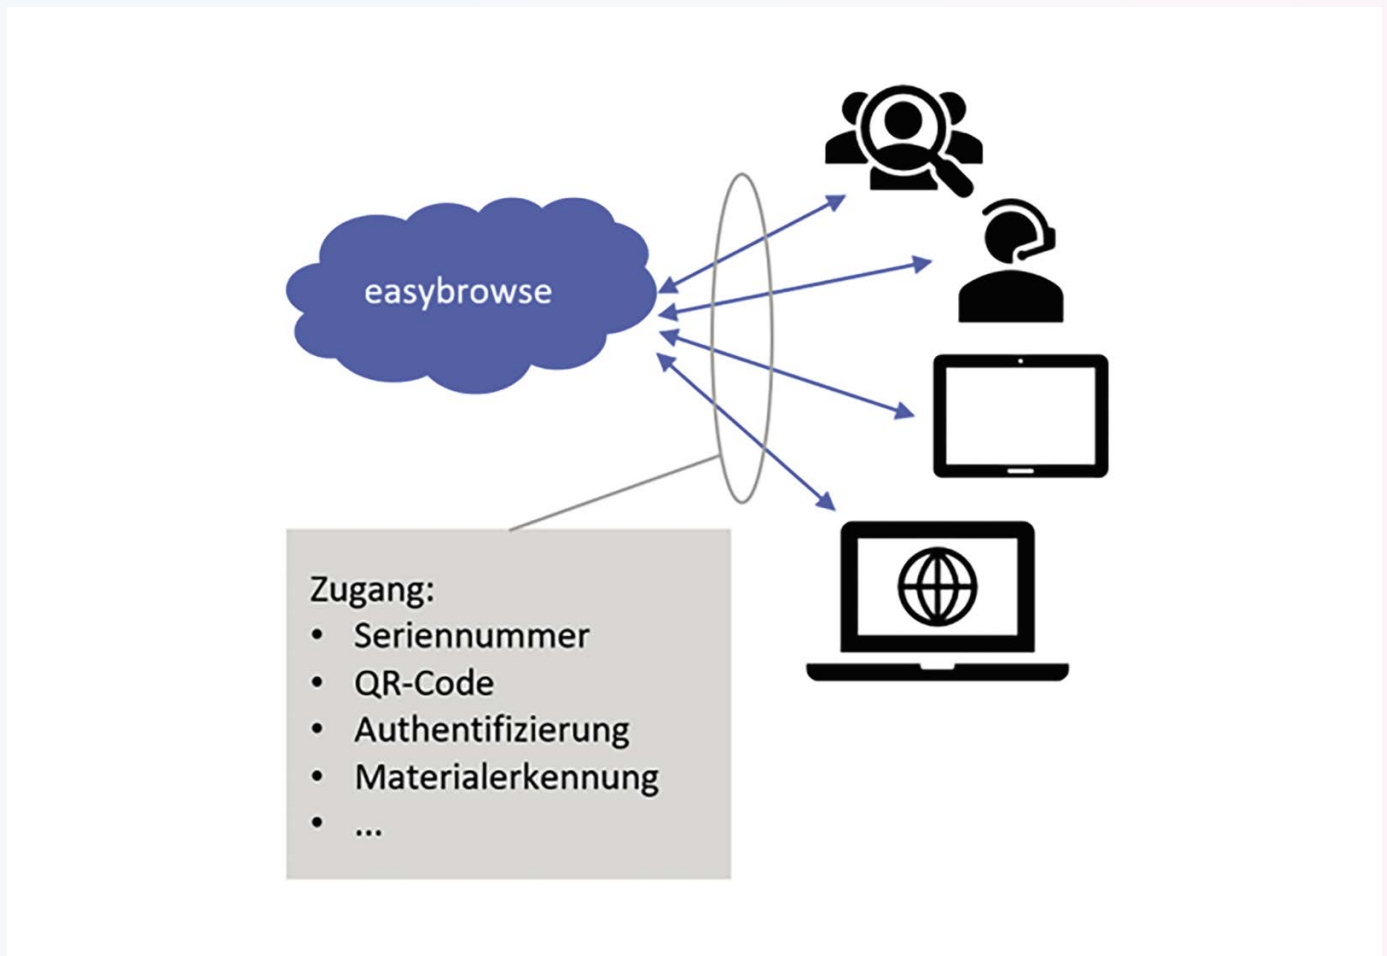 easybrowse
Zugang:
• Seriennummer
• QR-Code
• Authentifizierung
• Materialerkennung
• ...